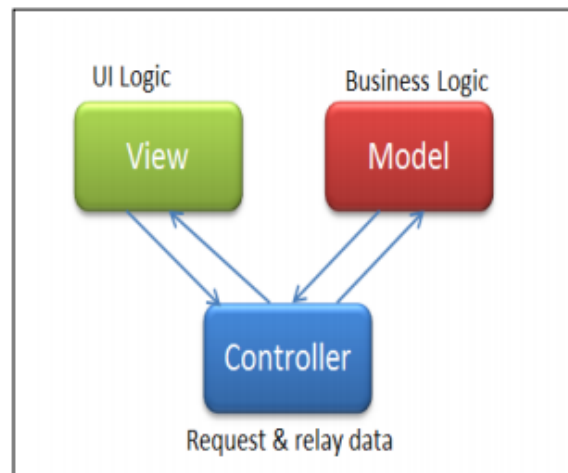 UI Logic
Business Logic
View
Model
Controller
Request & relay data